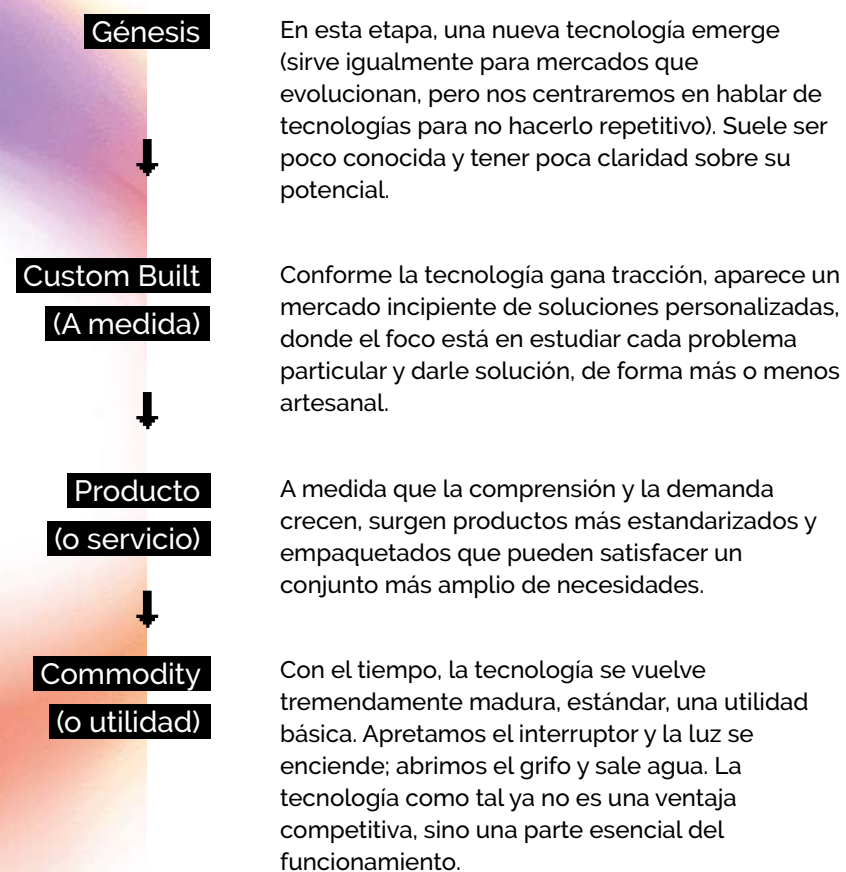 Génesis
En esta etapa, una nueva tecnología emerge
(sirve igualmente para mercados que
evolucionan, pero nos centraremos en hablar de
tecnologías para no hacerlo repetitivo). Suele ser
poco conocida y tener poca claridad sobre su
potencial.
Custom Built
(A medida)
Conforme la tecnología gana tracción, aparece un
mercado incipiente de soluciones personalizadas,
donde el foco está en estudiar cada problema
particular y darle solución, de forma más o menos
artesanal.
Producto
(o servicio)
A medida que la comprensión y la demanda
crecen, surgen productos más estandarizados y
empaquetados que pueden satisfacer un
conjunto más amplio de necesidades.
Commodity
(o utilidad)
Con el tiempo, la tecnología se vuelve
tremendamente madura, estándar, una utilidad
básica. Apretamos el interruptor y la luz se
enciende; abrimos el grifo y sale agua. La
tecnología como tal ya no es una ventaja
competitiva, sino una parte esencial del
funcionamiento.